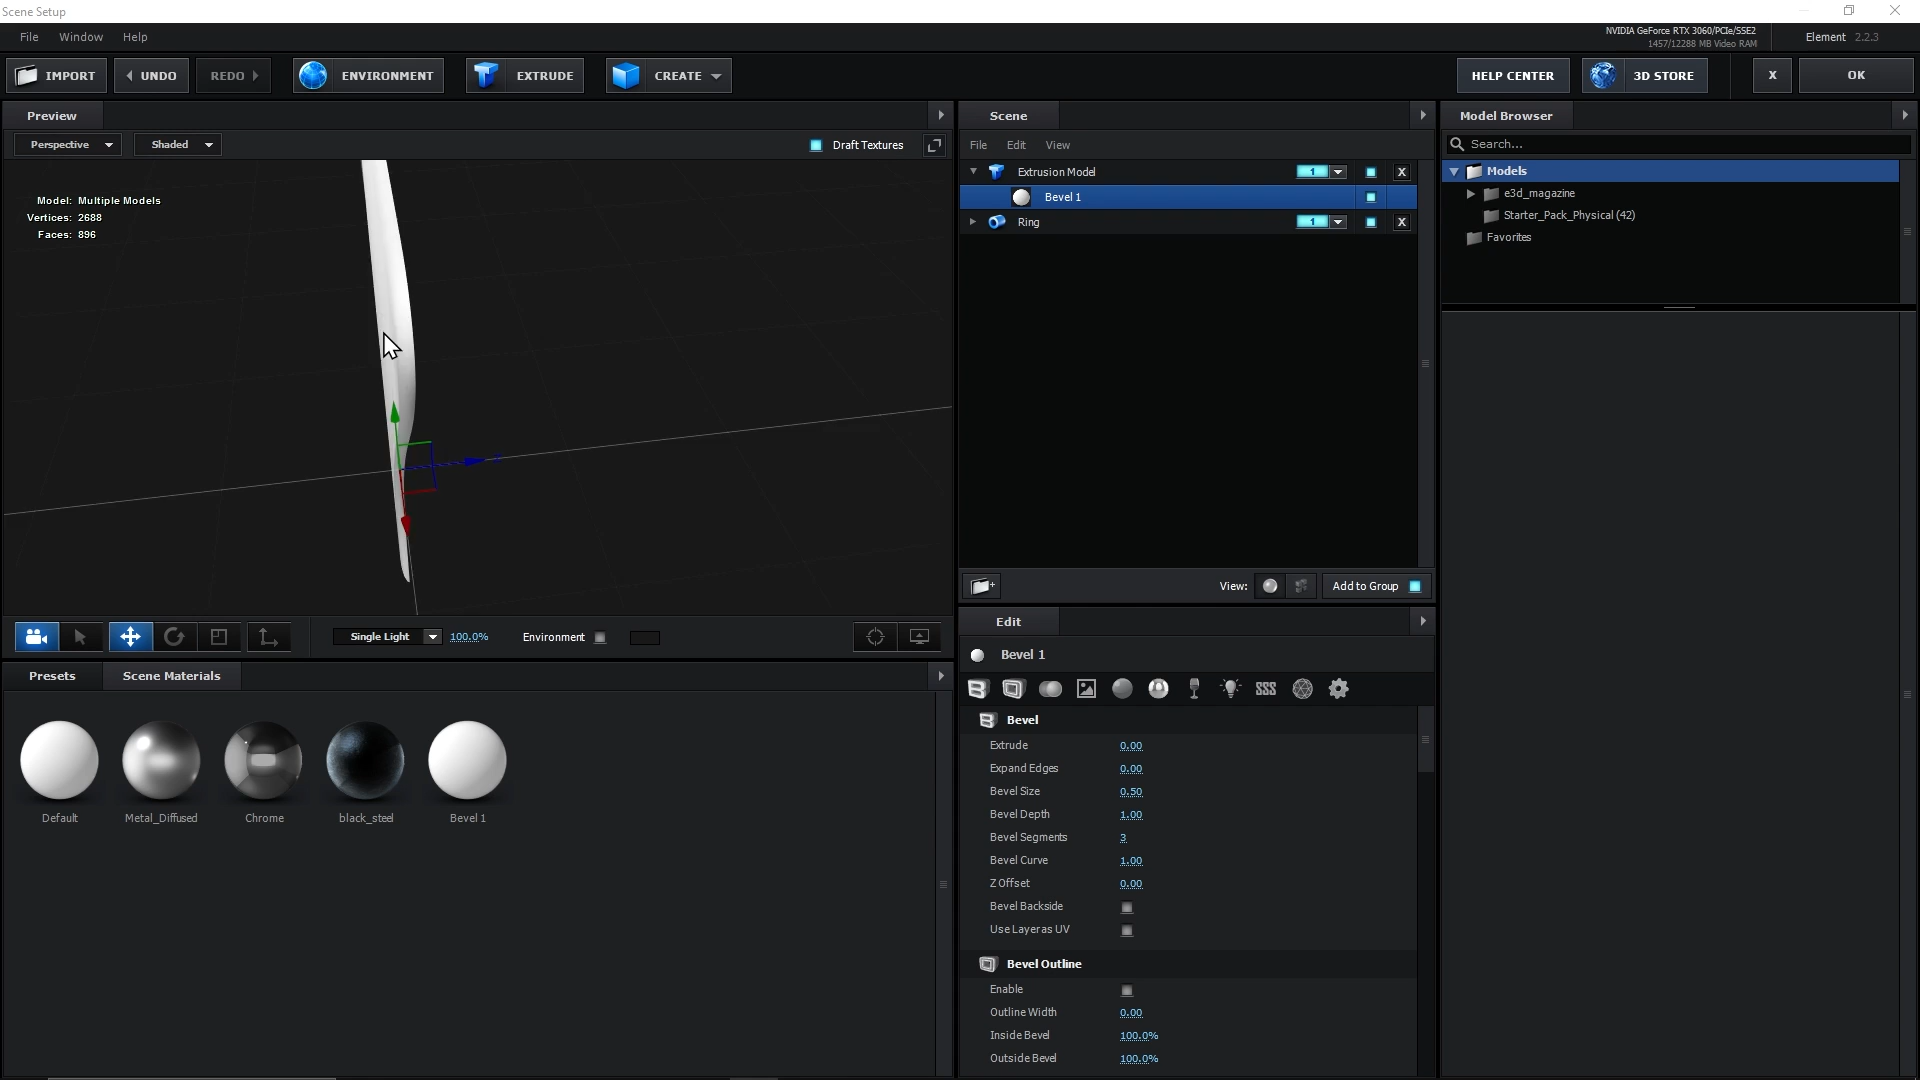 Scene Setup
File Window Help
NVIDIA GeForce RTX 3060/PCIe/SSE2
1457/12288 MB Video RAM
Element 2.2.3
IMPORT UNDO REDO ENVIRONMENT EXTRUDE CREATE HELP CENTER 3D STORE X OK
Preview
Perspective Shaded Draft Textures
Model: Multiple Models
Vertices: 2688
Faces: 896
Single Light 100.0% Environment
Presets Scene Materials
Default Metal_Diffused Chrome black_steel Bevel 1
Scene
File Edit View
Extrusion Model 1 X
Bevel 1
Ring 1 X
View: Add to Group
Edit
Bevel 1
Bevel
Extrude 0.00
Expand Edges 0.00
Bevel Size 0.50
Bevel Depth 1.00
Bevel Segments 3
Bevel Curve 1.00
Z Offset 0.00
Bevel Backside
Use Layer as UV
Bevel Outline
Enable
Outline Width 0.00
Inside Bevel 100.0%
Outside Bevel 100.0%
Model Browser
Search...
Models
e3d_magazine
Starter_Pack_Physical (42)
Favorites